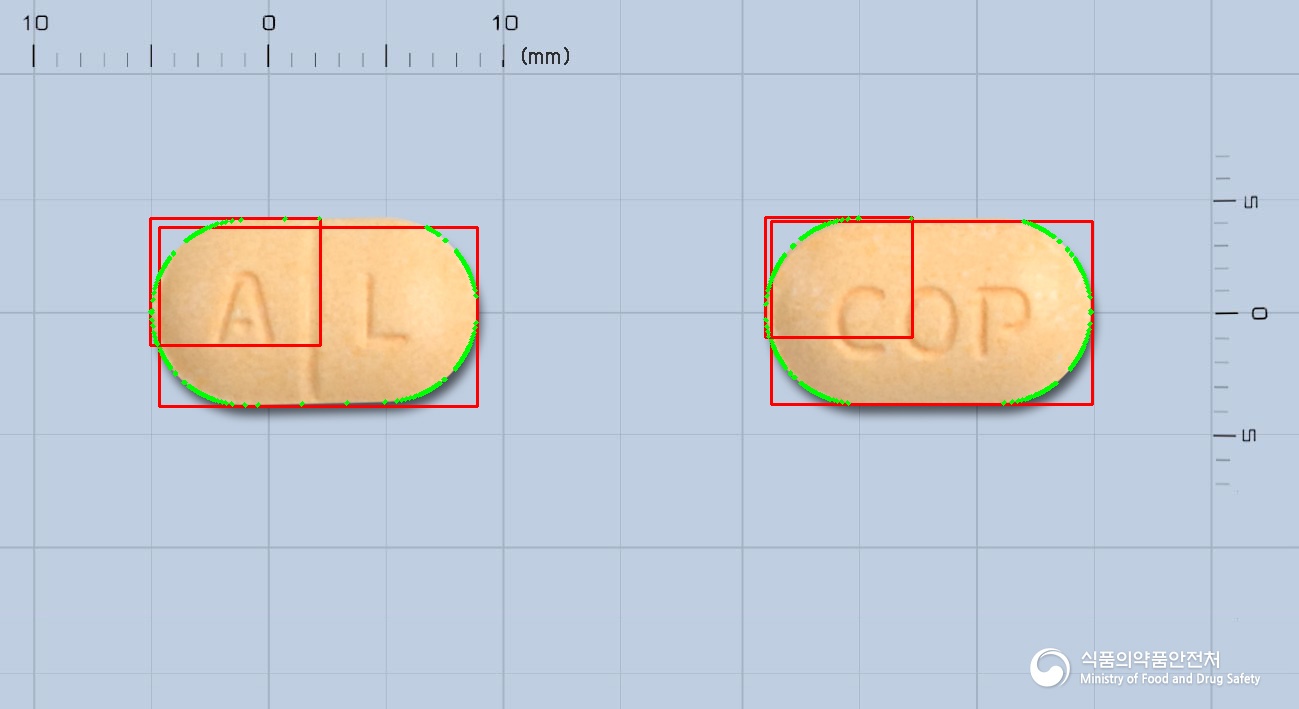 10 0 10
(mm)
5
A L
COP
0
5
식품의약품안전처
Ministry of Food and Drug Safety